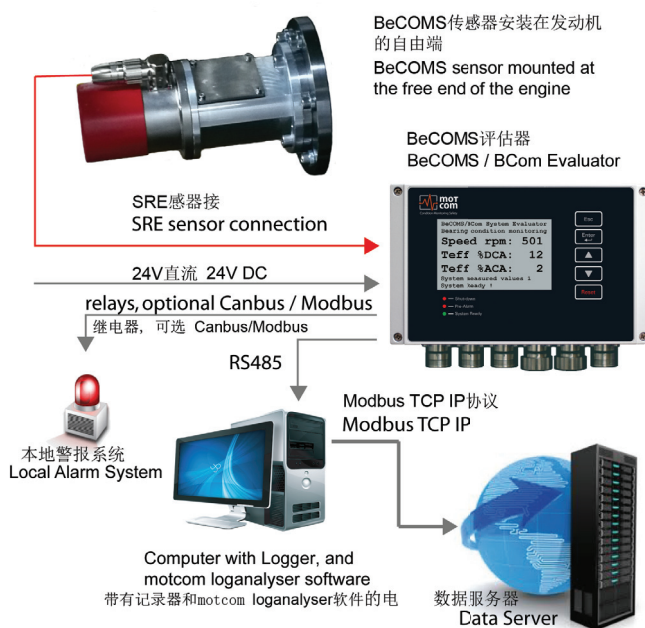 BeCOMS传感器安装在发动机
的自由端
BeCOMS sensor mounted at
the free end of the engine
BeCOMS评估器
BeCOMS / BCom Evaluator
SRE感器接
SRE sensor connection
24V直流 24V DC
relays, optional Canbus / Modbus
继电器, 可选 Canbus/Modbus
RS485
mot
com
Condition Monitoring Safety
BeCOMS/BCom System Evaluator
Bearing condition monitoring
Speed rpm: 501
Teff %DCA: 12
Teff %ACA: 2
System measured values 1
System Ready !
Esc
Enter
Reset
Shutdown
Pre-Alarm
System Ready
本地警报系统
Local Alarm System
Modbus TCP IP协议
Modbus TCP IP
Computer with Logger, and
motcom loganalyser software
带有记录器和motcom loganalyser软件的电
数据服务器
Data Server